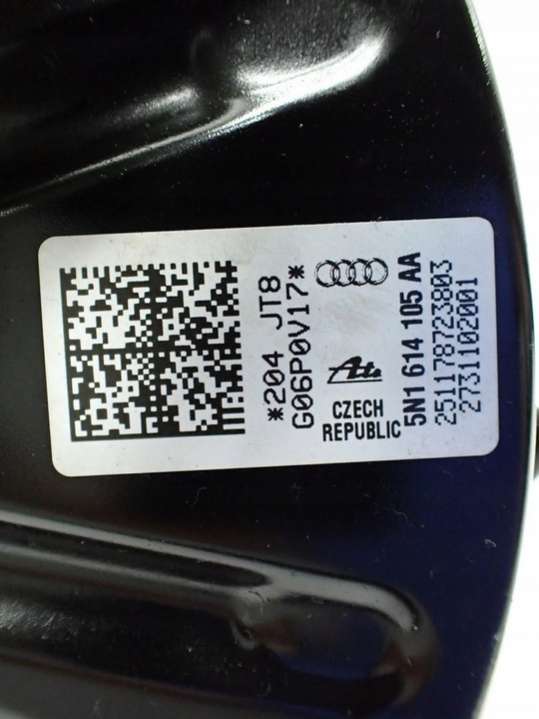 *204 JT8
G06P0V17*
Ate
CZECH
REPUBLIC
5N1 614 105 AA
251178723803
2731102001